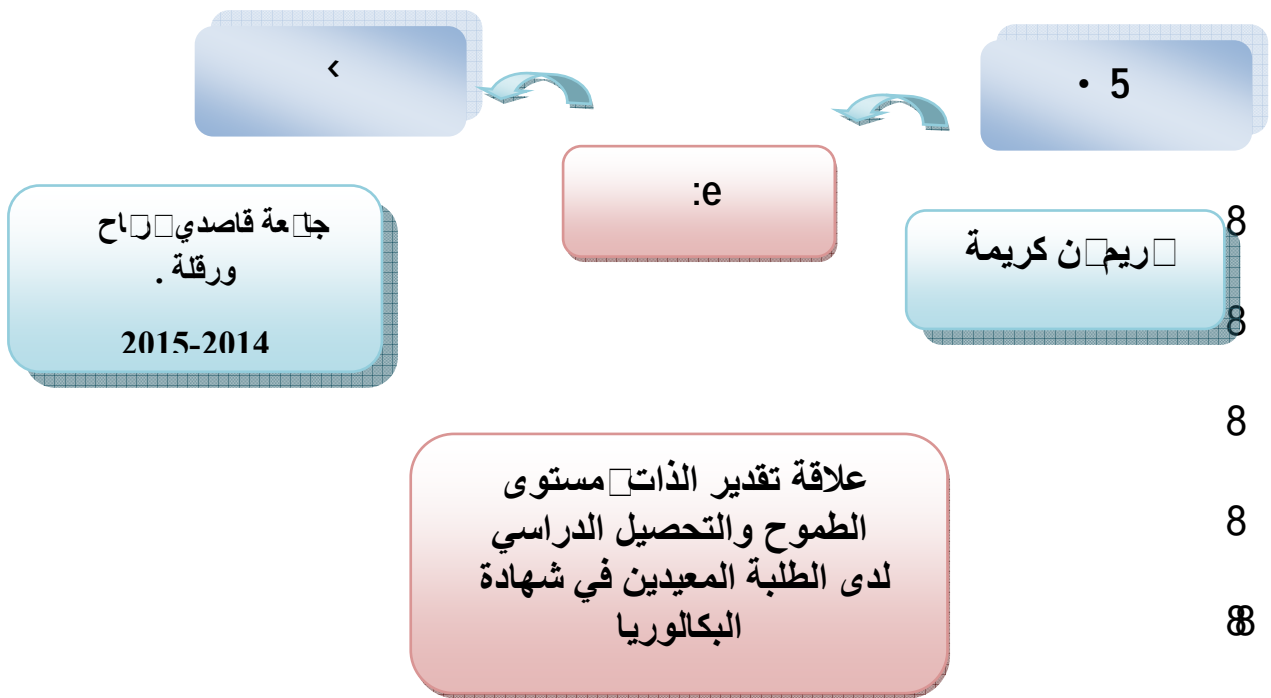 • 5
›
:e
□ريم□ن كريمة
جا□عة قاصدي□ر□اح
ورقلة .
2015-2014
علاقة تقدير الذات□مستوى
الطموح والتحصيل الدراسي
لدى الطلبة المعيدين في شهادة
البكالوريا
8
8
8
8
88